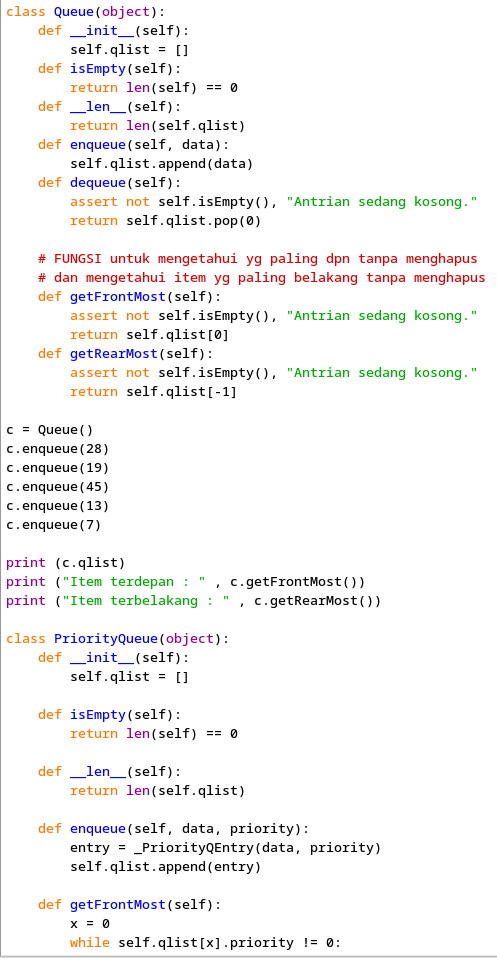 class Queue(object):
    def __init__(self):
        self.qlist = []
    def isEmpty(self):
        return len(self) == 0
    def __len__(self):
        return len(self.qlist)
    def enqueue(self, data):
        self.qlist.append(data)
    def dequeue(self):
        assert not self.isEmpty(), "Antrian sedang kosong."
        return self.qlist.pop(0)

    # FUNGSI untuk mengetahui yg paling dpn tanpa menghapus
    # dan mengetahui item yg paling belakang tanpa menghapus
    def getFrontMost(self):
        assert not self.isEmpty(), "Antrian sedang kosong."
        return self.qlist[0]
    def getRearMost(self):
        assert not self.isEmpty(), "Antrian sedang kosong."
        return self.qlist[-1]

c = Queue()
c.enqueue(28)
c.enqueue(19)
c.enqueue(45)
c.enqueue(13)
c.enqueue(7)

print (c.qlist)
print ("Item terdepan : " , c.getFrontMost())
print ("Item terbelakang : " , c.getRearMost())

class PriorityQueue(object):
    def __init__(self):
        self.qlist = []

    def isEmpty(self):
        return len(self) == 0

    def __len__(self):
        return len(self.qlist)

    def enqueue(self, data, priority):
        entry = _PriorityQEntry(data, priority)
        self.qlist.append(entry)

    def getFrontMost(self):
        x = 0
        while self.qlist[x].priority != 0: